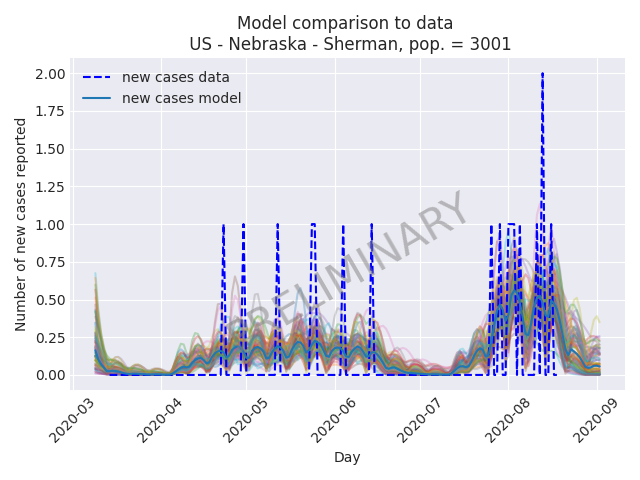 Model comparison to data
US - Nebraska - Sherman, pop. = 3001
new cases data
new cases model
Number of new cases reported
2.00
1.75
1.50
1.25
1.00
0.75
0.50
0.25
0.00
PRELIMINARY
2020-03
2020-04
2020-05
2020-06
2020-07
2020-08
2020-09
Day